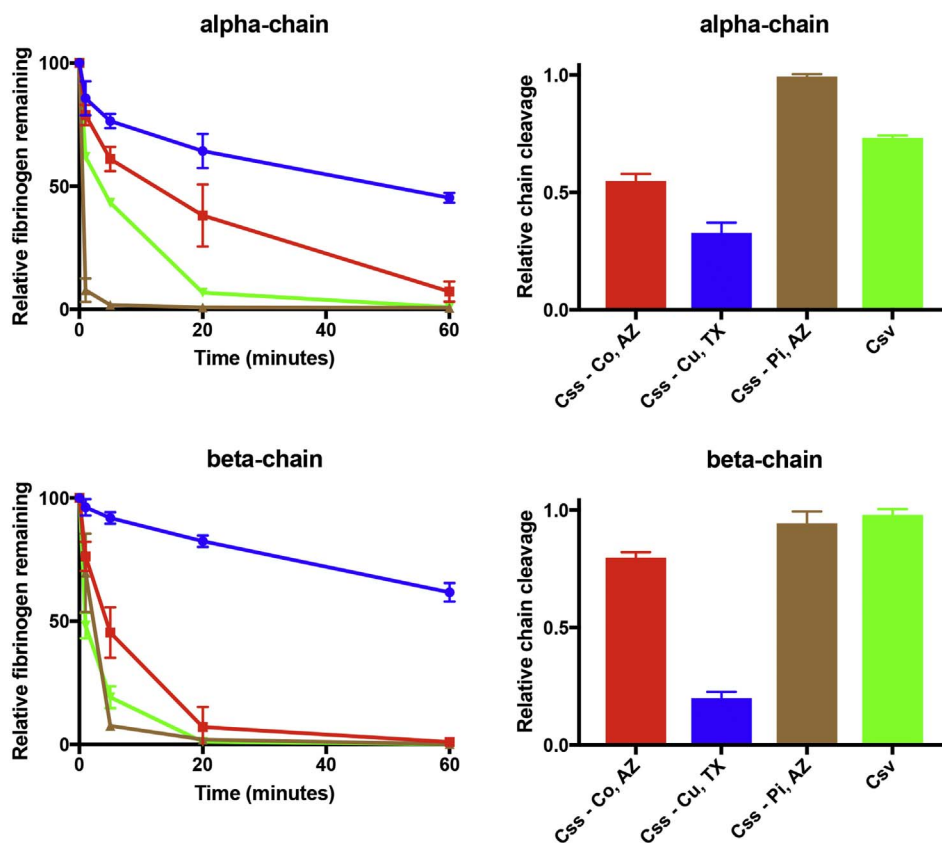 alpha-chain
Relative fibrinogen remaining
100
50
0
0 20 40 60
Time (minutes)
alpha-chain
Relative chain cleavage
1.0
0.5
0.0
Css - Co, AZ
Css - Cu, TX
Css - Pi, AZ
Csv
beta-chain
Relative fibrinogen remaining
100
50
0
0 20 40 60
Time (minutes)
beta-chain
Relative chain cleavage
1.0
0.5
0.0
Css - Co, AZ
Css - Cu, TX
Css - Pi, AZ
Csv